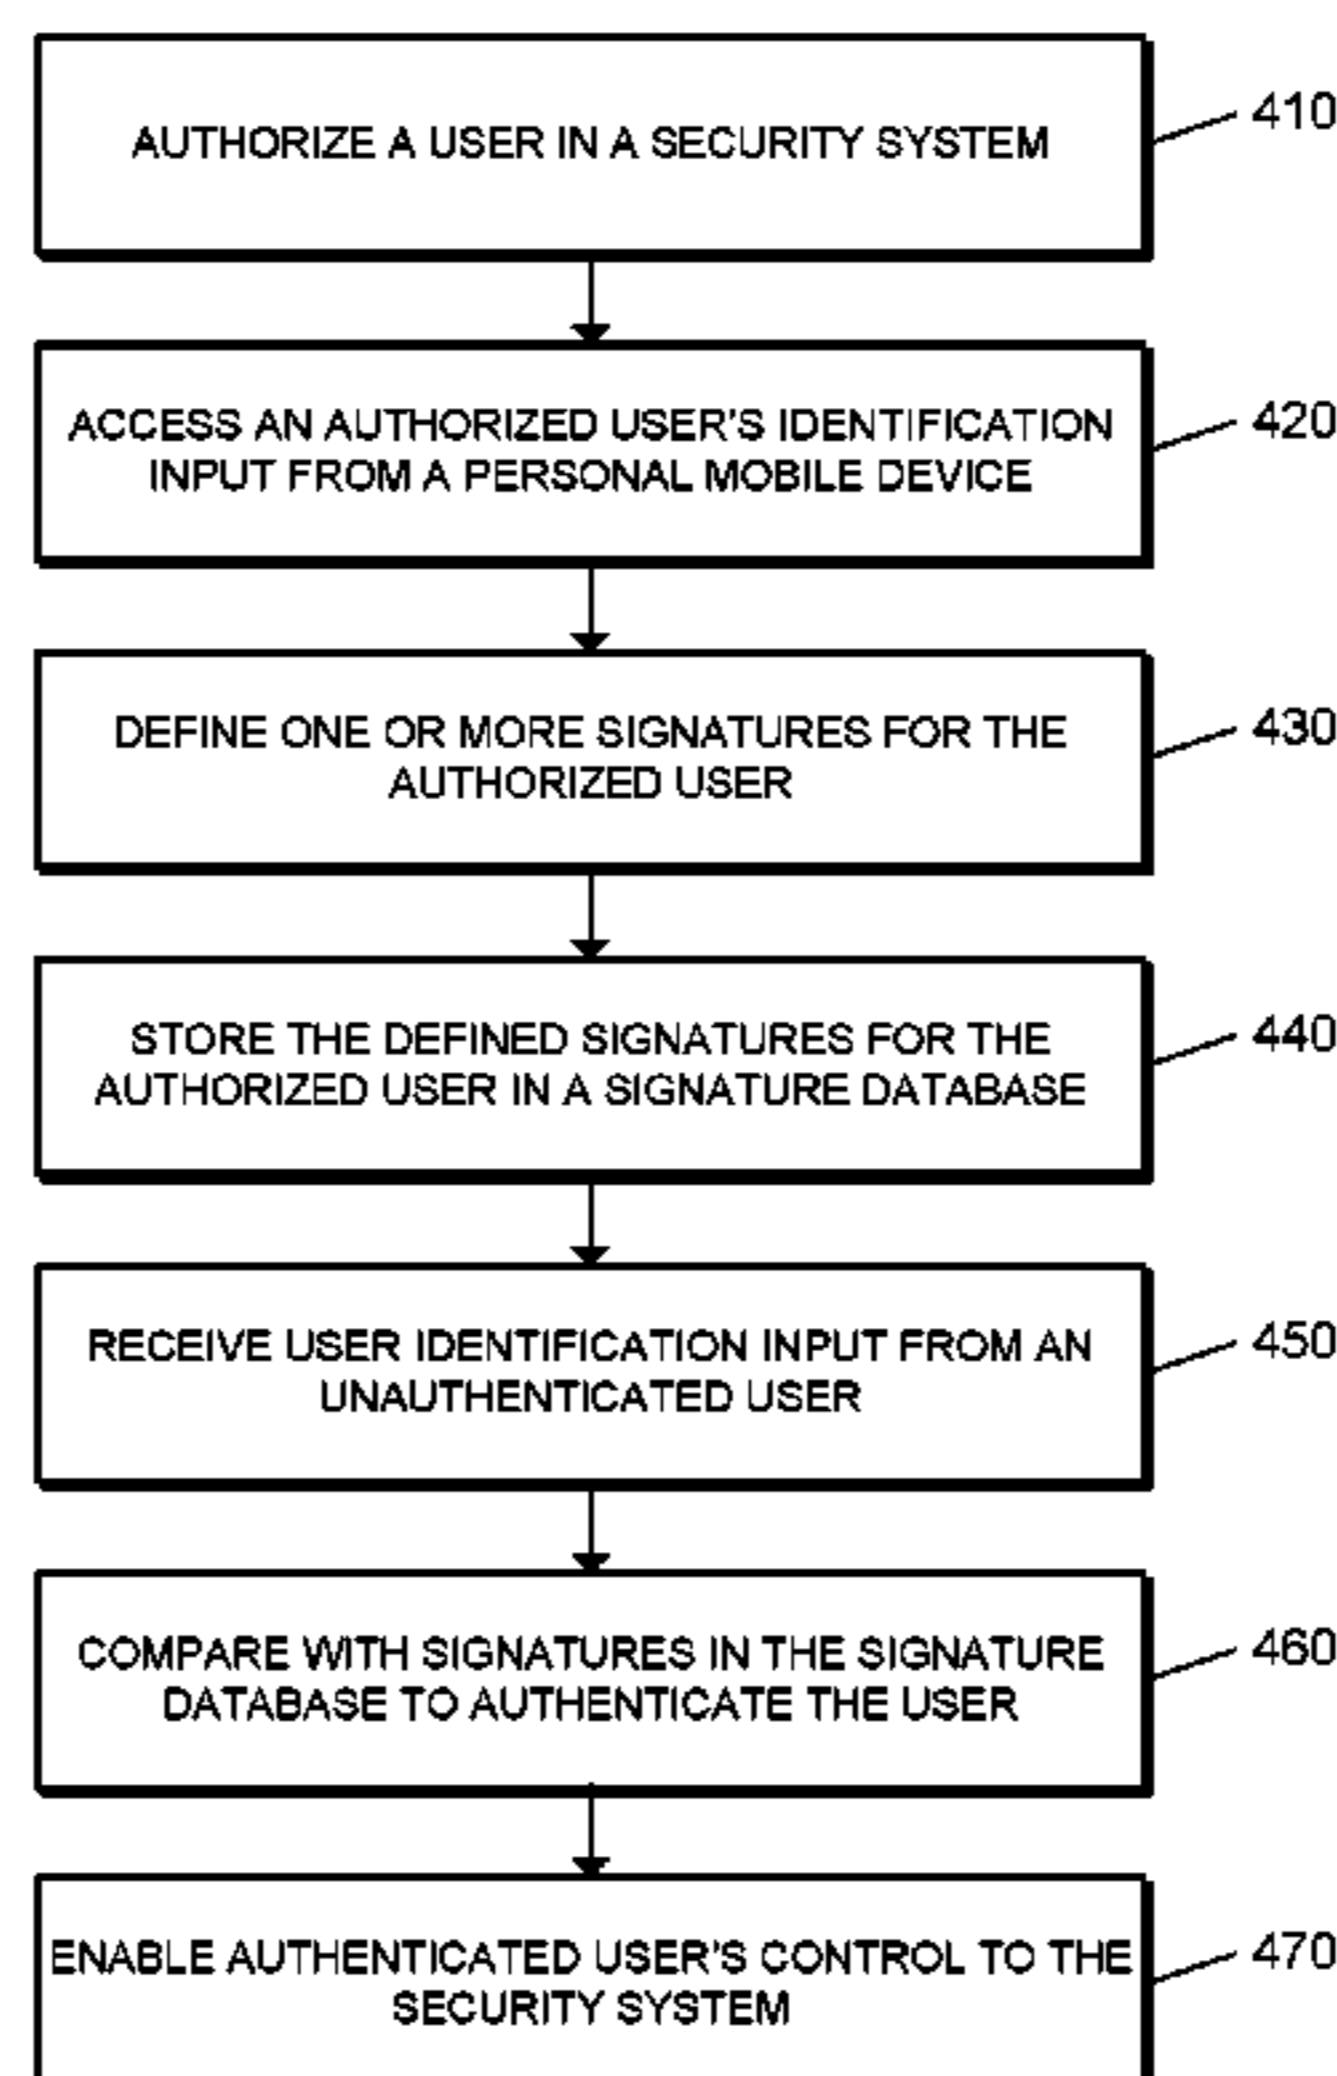 AUTHORIZE A USER IN A SECURITY SYSTEM
410
ACCESS AN AUTHORIZED USER'S IDENTIFICATION
INPUT FROM A PERSONAL MOBILE DEVICE
420
DEFINE ONE OR MORE SIGNATURES FOR THE
AUTHORIZED USER
430
STORE THE DEFINED SIGNATURES FOR THE
AUTHORIZED USER IN A SIGNATURE DATABASE
440
RECEIVE USER IDENTIFICATION INPUT FROM AN
UNAUTHENTICATED USER
450
COMPARE WITH SIGNATURES IN THE SIGNATURE
DATABASE TO AUTHENTICATE THE USER
460
ENABLE AUTHENTICATED USER'S CONTROL TO THE
SECURITY SYSTEM
470